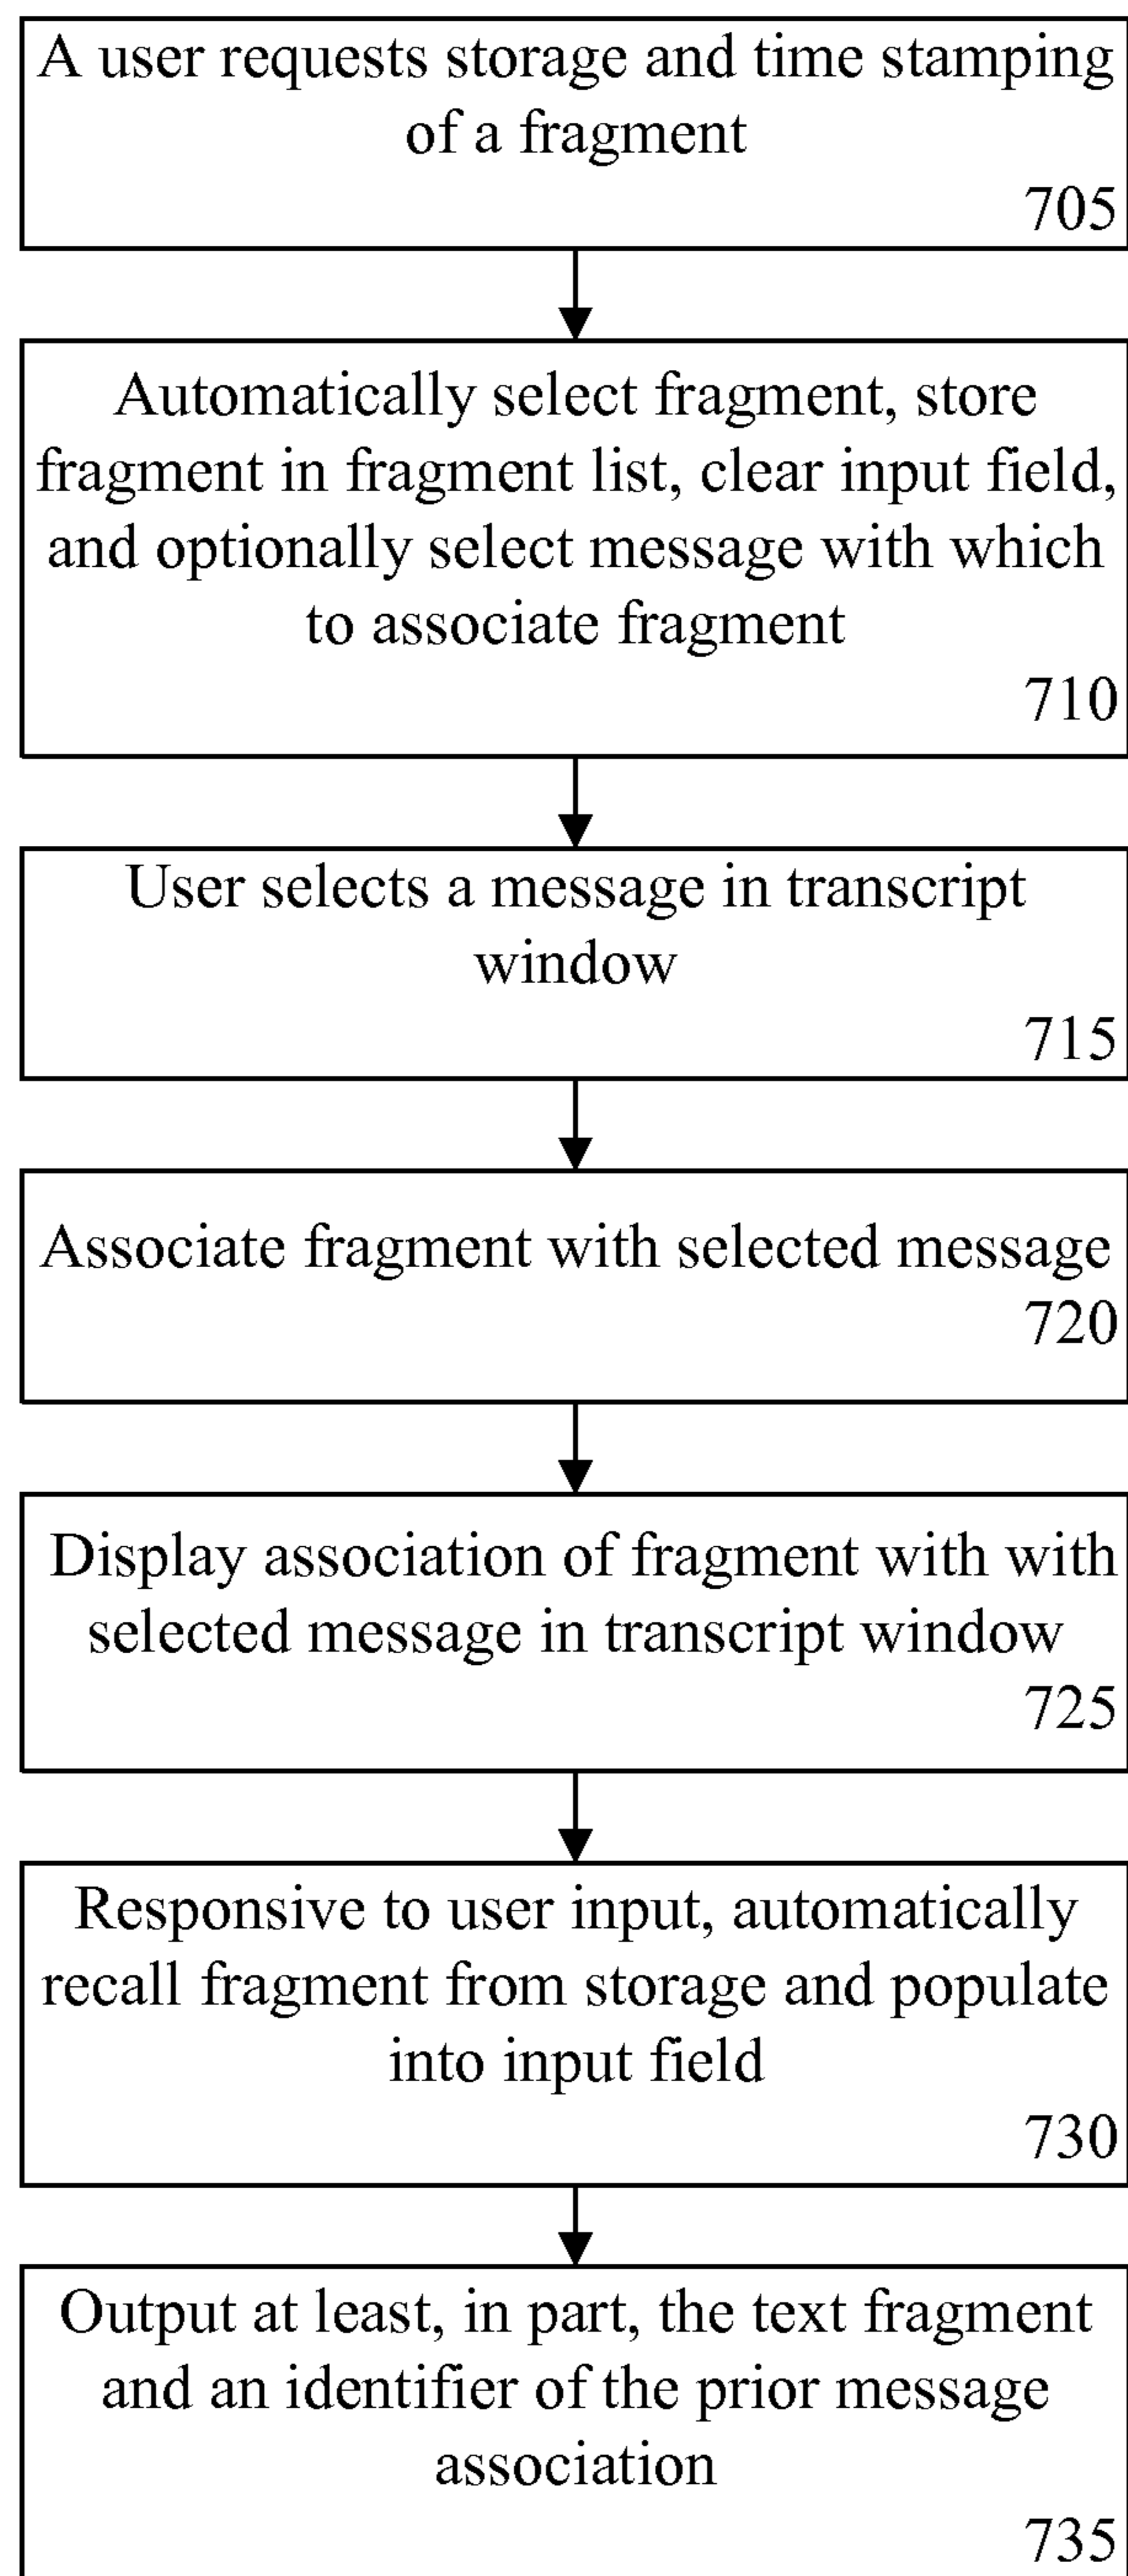 A user requests storage and time stamping
of a fragment
705
Automatically select fragment, store
fragment in fragment list, clear input field,
and optionally select message with which
to associate fragment
710
User selects a message in transcript
window
715
Associate fragment with selected message
720
Display association of fragment with with
selected message in transcript window
725
Responsive to user input, automatically
recall fragment from storage and populate
into input field
730
Output at least, in part, the text fragment
and an identifier of the prior message
association
735